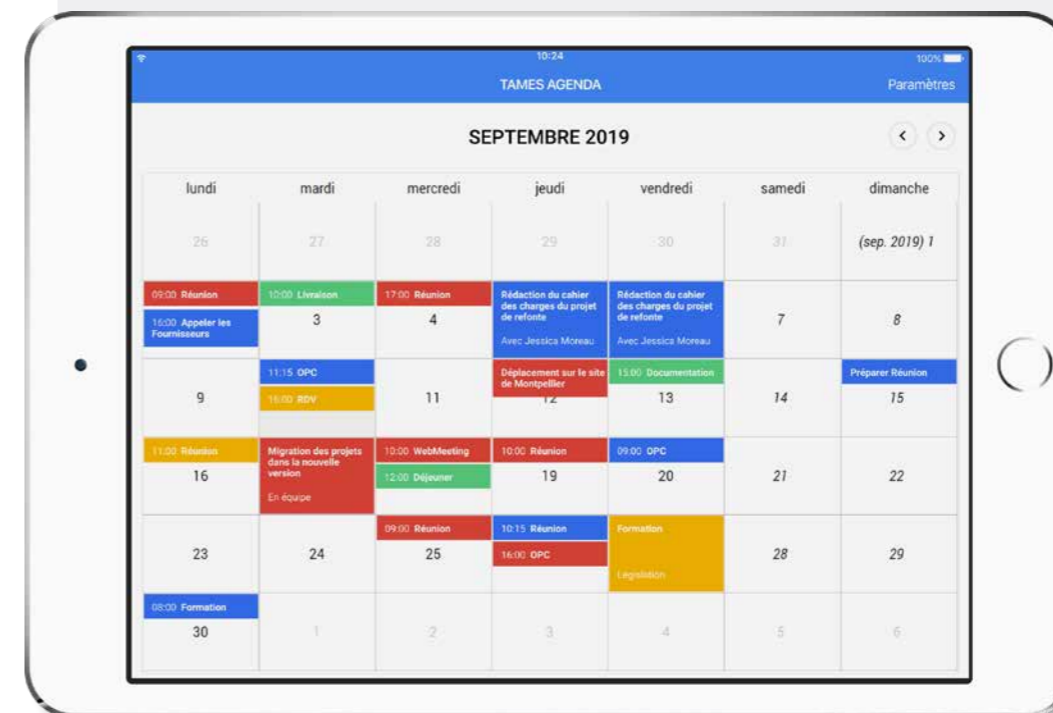 10:24
100%
TAMES AGENDA
Paramètres
SEPTEMBRE 2019
lundi mardi mercredi jeudi vendredi samedi dimanche
26 27 28 29 30 31 (sep. 2019) 1
09:00 Réunion
16:00 Appeler les
Fournisseurs
10:00 Livraison
3
17:00 Réunion
4
Rédaction du cahier
des charges du projet
de refonte
Avec Jessica Moreau
Rédaction du cahier
des charges du projet
de refonte
Avec Jessica Moreau
7
8
9
11:15 OPC
16:00 RDV
11
Déplacement sur le site
de Montpellier
12
15:00 Documentation
13
14
Préparer Réunion
15
11:00 Réunion
16
Migration des projets
dans la nouvelle
version
En équipe
10:00 WebMeeting
12:00 Déjeuner
10:00 Réunion
19
09:00 OPC
20
21
22
23
24
09:00 Réunion
25
10:15 Réunion
16:00 OPC
Formation
Législation
28
29
08:00 Formation
30
1
2
3
4
5
6